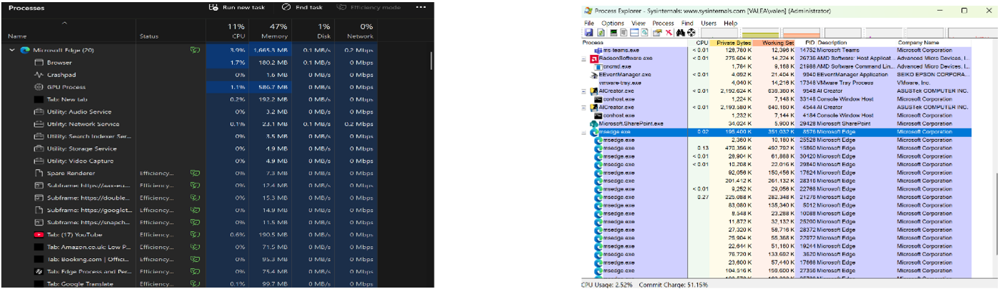 Processes
Run new task End task Efficiency mode
11% 47% 1% 0%
Name Status CPU Memory Disk Network
Microsoft Edge (20) 3.9% 1,665.3 MB 0.1 MB/s 0.2 Mbps
Browser 1.7% 180.2 MB 0.1 MB/s 0 Mbps
Crashpad 0% 1.6 MB 0 MB/s 0 Mbps
GPU Process 1.1% 586.7 MB 0 MB/s 0 Mbps
Tab: New tab 0.2% 192.2 MB 0 MB/s 0 Mbps
Utility: Audio Service 0% 3.2 MB 0 MB/s 0 Mbps
Utility: Network Service 0.1% 23.1 MB 0.1 MB/s 0.2 Mbps
Utility: Search Indexer Ser... 0% 3.5 MB 0 MB/s 0 Mbps
Utility: Storage Service 0% 4.9 MB 0 MB/s 0 Mbps
Utility: Video Capture 0% 4.9 MB 0 MB/s 0 Mbps
Spare Renderer Efficiency... 0% 7.3 MB 0 MB/s 0 Mbps
Subframe: https://aax-eu.... Efficiency... 0% 12.4 MB 0 MB/s 0 Mbps
Subframe: https://double... Efficiency... 0% 15.3 MB 0 MB/s 0 Mbps
Subframe: https://googlet... Efficiency... 0% 14.9 MB 0 MB/s 0 Mbps
Subframe: https://snapch... Efficiency... 0% 11.4 MB 0 MB/s 0 Mbps
Tab: (17) YouTube Efficiency... 0.6% 190.5 MB 0 MB/s 0 Mbps
Tab: Amazon.co.uk: Low P... Efficiency... 0% 71.5 MB 0 MB/s 0 Mbps
Tab: Booking.com | Offici... Efficiency... 0% 95.3 MB 0 MB/s 0 Mbps
Tab: Edge Process and Per... Efficiency... 0% 75.4 MB 0 MB/s 0 Mbps
Tab: Google Translate Efficiency... 0.1% 99.7 MB 0 MB/s 0 Mbps
Process Explorer - Sysinternals: www.sysinternals.com [VALEA\valen] (Administrator)
File Options View Process Find Users Help
Process CPU Private Bytes Working Set PID Description Company Name
ms-teams.exe < 0.01 128,780 K 12,396 K 14752 Microsoft Teams Microsoft Corporation
RadeonSoftware.exe < 0.01 275,604 K 14,224 K 26736 AMD Software: Host Applicat... Advanced Micro Devices, I...
cncmd.exe 1,784 K 9,168 K 21988 AMD Software Command Lin... Advanced Micro Devices, I...
EEventManager.exe < 0.01 4,092 K 21,404 K 9940 EEventManager Application SEIKO EPSON CORPORA...
vmware-tray.exe 4,040 K 14,216 K 17348 VMware Tray Process VMware, Inc.
AICreator.exe < 0.01 2,192,624 K 639,360 K 9548 AI Creator ASUSTeK COMPUTER INC.
conhost.exe 1,224 K 7,148 K 33148 Console Window Host Microsoft Corporation
AICreator.exe < 0.01 2,193,580 K 640,160 K 4544 AI Creator ASUSTeK COMPUTER INC.
conhost.exe 1,232 K 7,144 K 4184 Console Window Host Microsoft Corporation
Microsoft.SharePoint.exe 34,024 K 5,900 K 29428 Microsoft SharePoint Microsoft Corporation
msedge.exe 0.02 195,400 K 351,032 K 8576 Microsoft Edge Microsoft Corporation
msedge.exe 2,360 K 10,180 K 25528 Microsoft Edge Microsoft Corporation
msedge.exe 0.13 470,356 K 492,792 K 15860 Microsoft Edge Microsoft Corporation
msedge.exe < 0.01 28,904 K 61,888 K 30420 Microsoft Edge Microsoft Corporation
msedge.exe < 0.01 10,208 K 22,016 K 29840 Microsoft Edge Microsoft Corporation
msedge.exe 92,056 K 150,456 K 17624 Microsoft Edge Microsoft Corporation
msedge.exe 201,412 K 261,132 K 28316 Microsoft Edge Microsoft Corporation
msedge.exe < 0.01 9,252 K 29,056 K 22768 Microsoft Edge Microsoft Corporation
msedge.exe 0.27 225,088 K 282,348 K 21276 Microsoft Edge Microsoft Corporation
msedge.exe 83,080 K 135,340 K 5012 Microsoft Edge Microsoft Corporation
msedge.exe 8,548 K 23,288 K 10088 Microsoft Edge Microsoft Corporation
msedge.exe 11,872 K 32,132 K 25200 Microsoft Edge Microsoft Corporation
msedge.exe 27,320 K 58,716 K 28372 Microsoft Edge Microsoft Corporation
msedge.exe 25,904 K 55,368 K 22972 Microsoft Edge Microsoft Corporation
msedge.exe 22,644 K 51,160 K 19244 Microsoft Edge Microsoft Corporation
msedge.exe 76,720 K 133,692 K 3620 Microsoft Edge Microsoft Corporation
msedge.exe 23,600 K 57,440 K 17668 Microsoft Edge Microsoft Corporation
msedge.exe 104,516 K 159,600 K 27356 Microsoft Edge Microsoft Corporation
CPU Usage: 2.52% Commit Charge: 51.15%